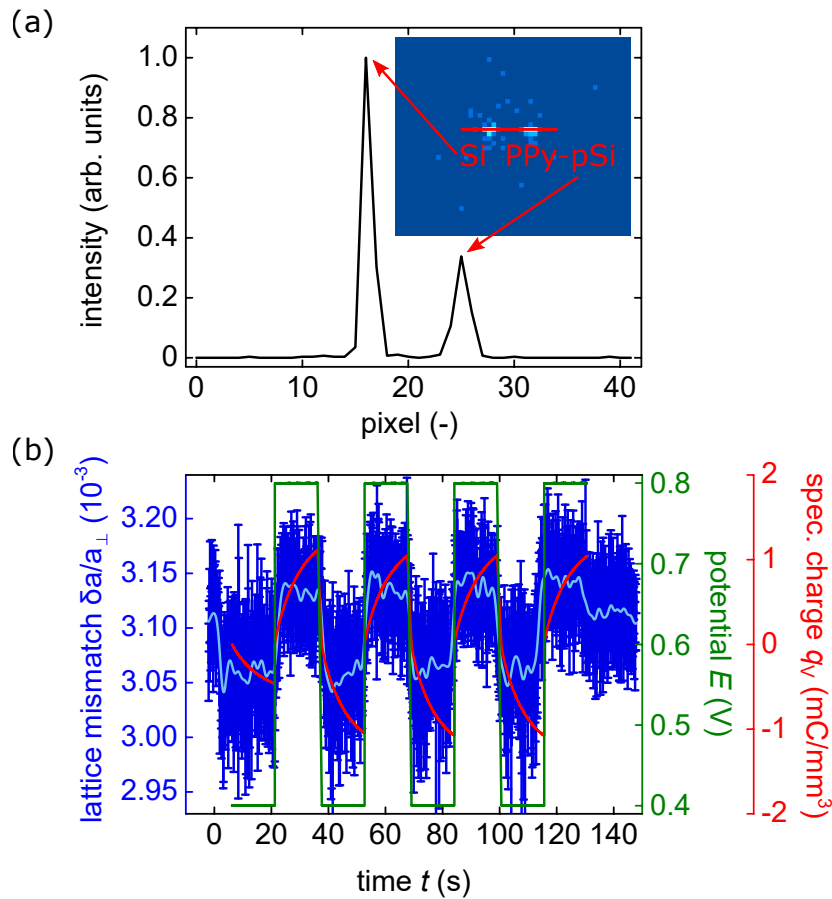 (a)
intensity (arb. units)
1.0
0.8
0.6
0.4
0.2
0
Si PPy-pSi
0 10 20 30 40
pixel (-)
(b)
lattice mismatch δa/a⊥ (10⁻³)
3.20
3.15
3.10
3.05
3.00
2.95
0.8
0.7
0.6
0.5
0.4
potential E (V)
2
1
0
-1
-2
spec. charge qV (mC/mm³)
0 20 40 60 80 100 120 140
time t (s)